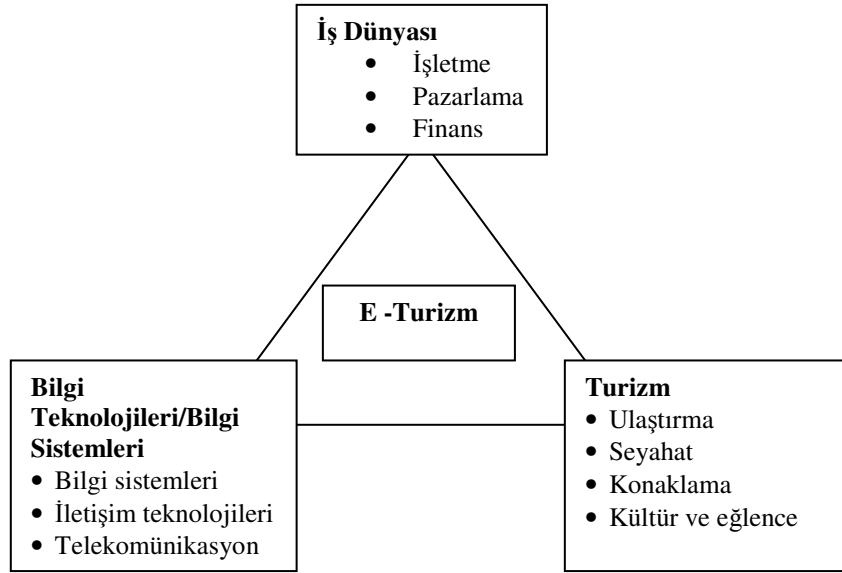 İş Dünyası
• İşletme
• Pazarlama
• Finans
E -Turizm
Bilgi
Teknolojileri/Bilgi
Sistemleri
• Bilgi sistemleri
• İletişim teknolojileri
• Telekomünikasyon
Turizm
• Ulaştırma
• Seyahat
• Konaklama
• Kültür ve eğlence